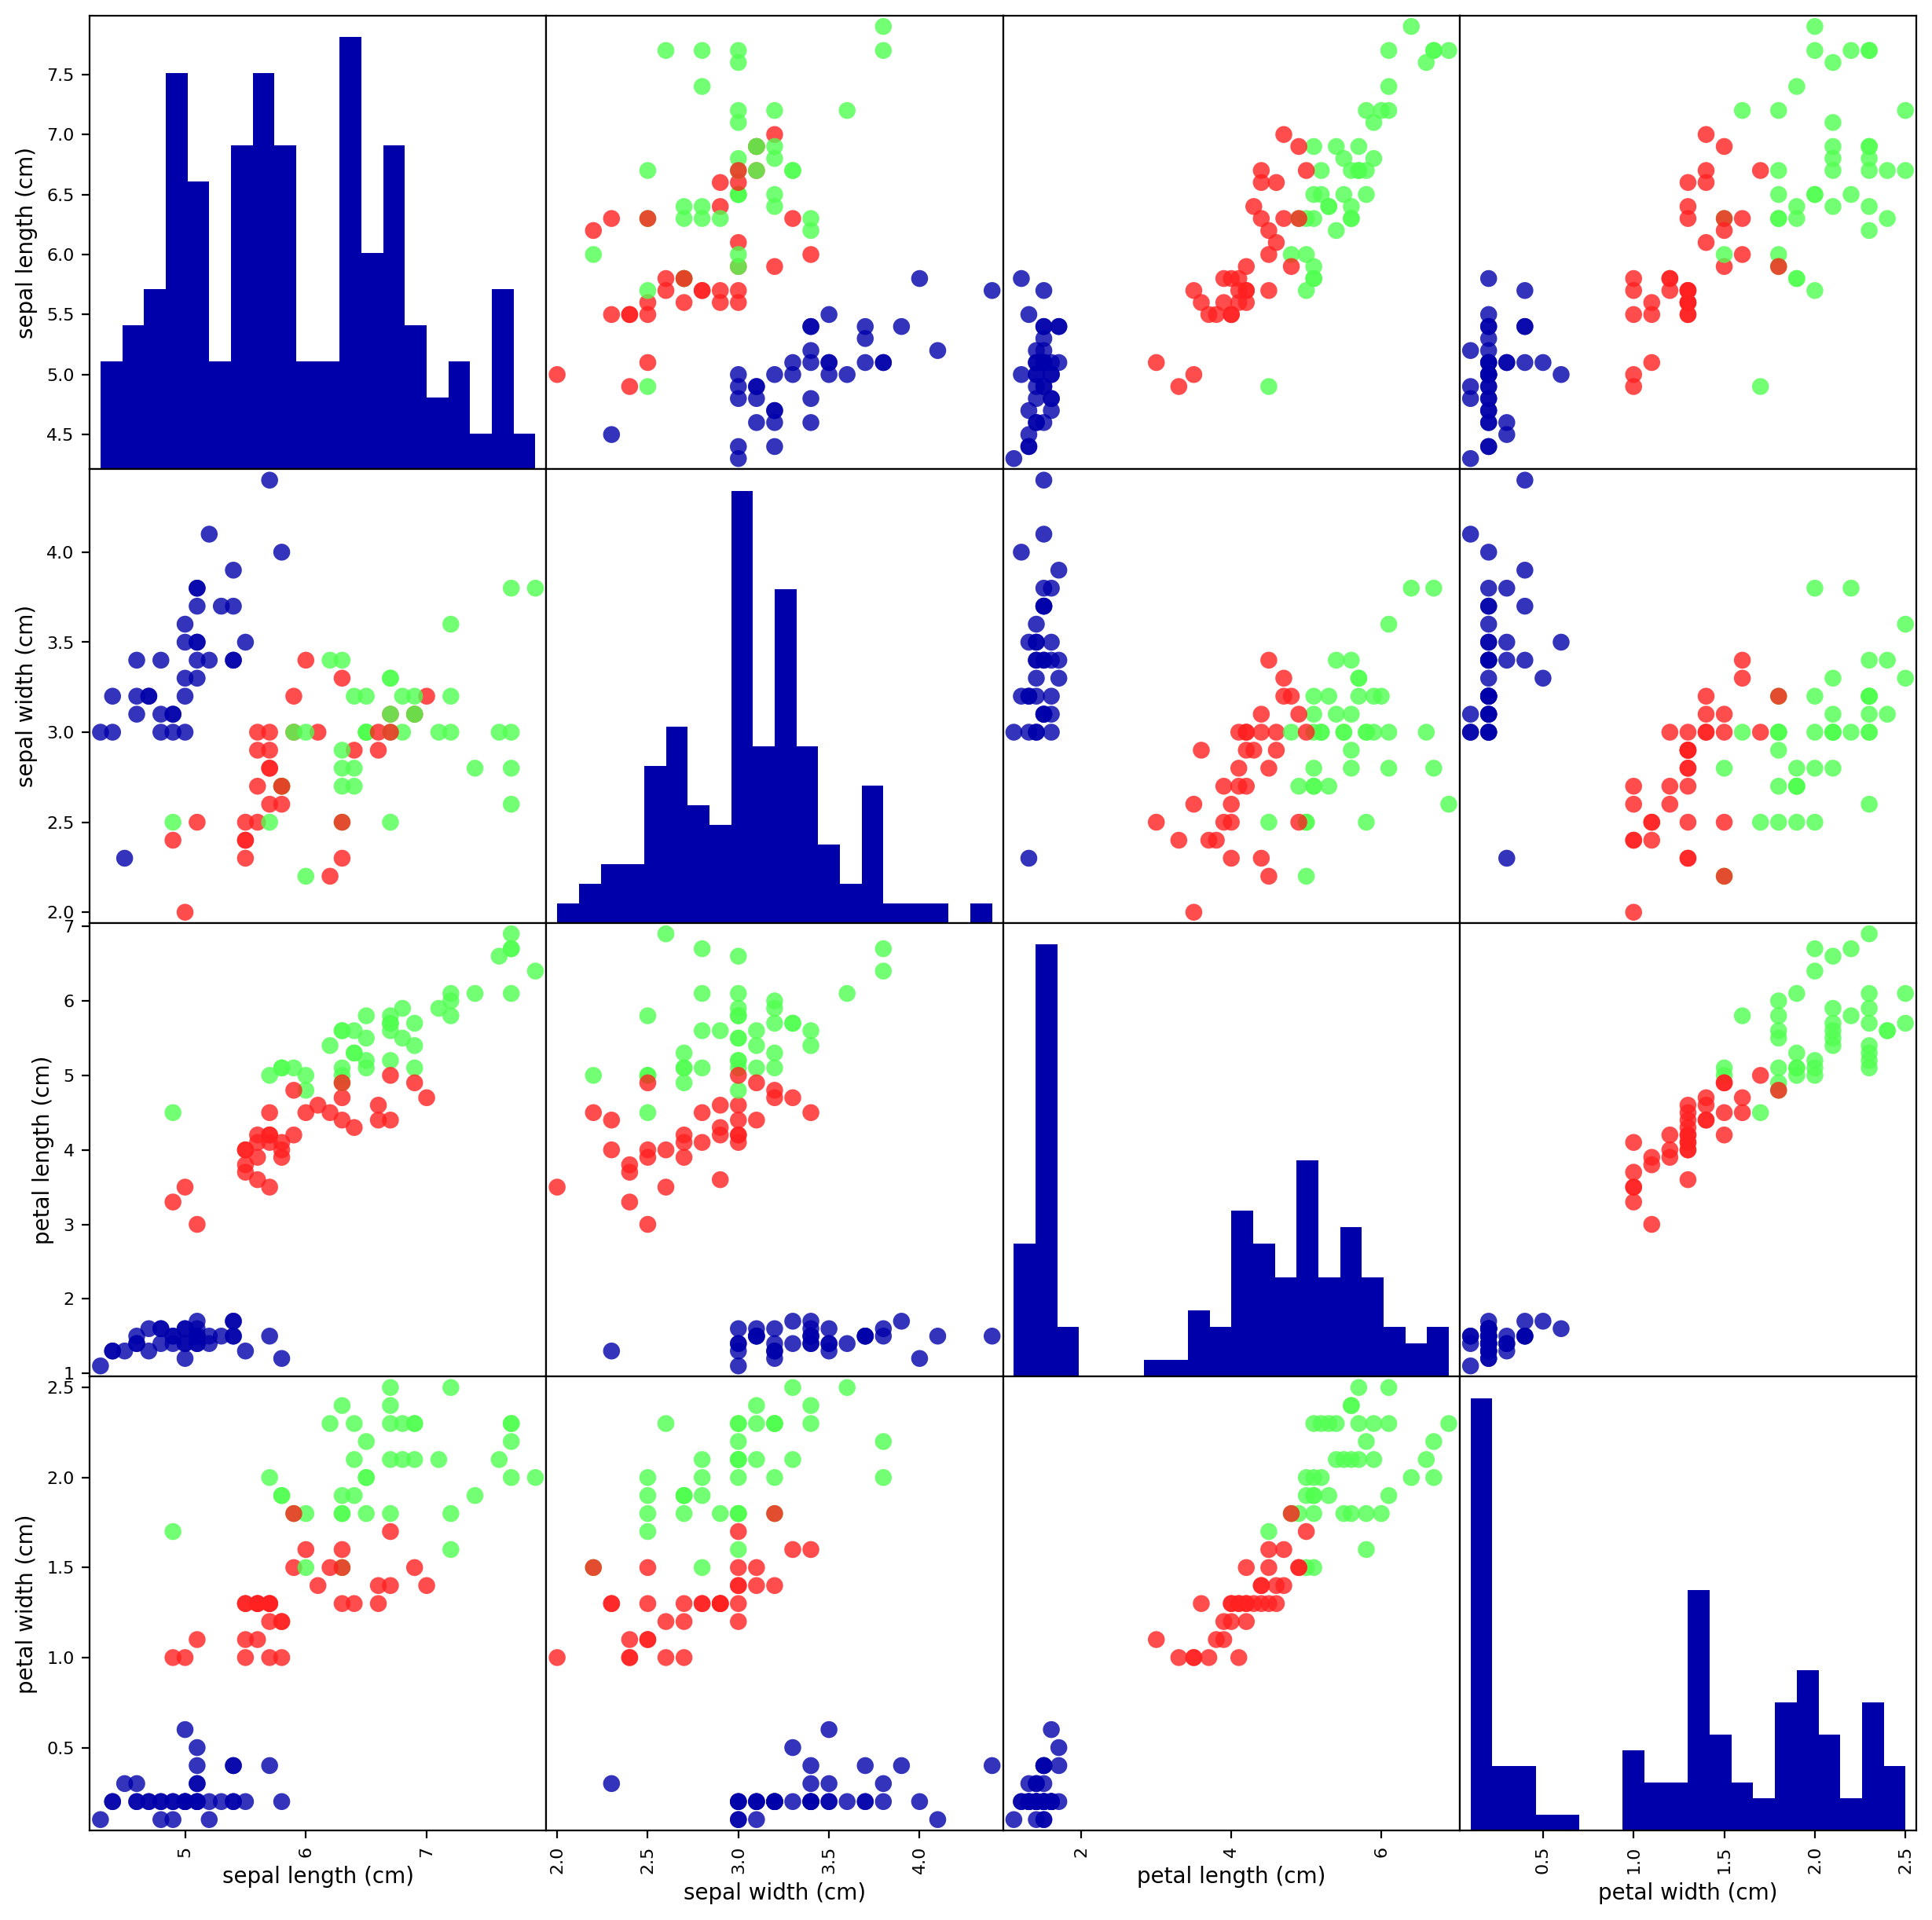 7.5
7.0
6.5
6.0
5.5
5.0
4.5
sepal length (cm)
4.0
3.5
3.0
2.5
2.0
sepal width (cm)
7
6
5
4
3
2
1
petal length (cm)
2.5
2.0
1.5
1.0
0.5
petal width (cm)
5 6 7
sepal length (cm)
2.0 2.5 3.0 3.5 4.0
sepal width (cm)
2 4 6
petal length (cm)
0.5 1.0 1.5 2.0 2.5
petal width (cm)